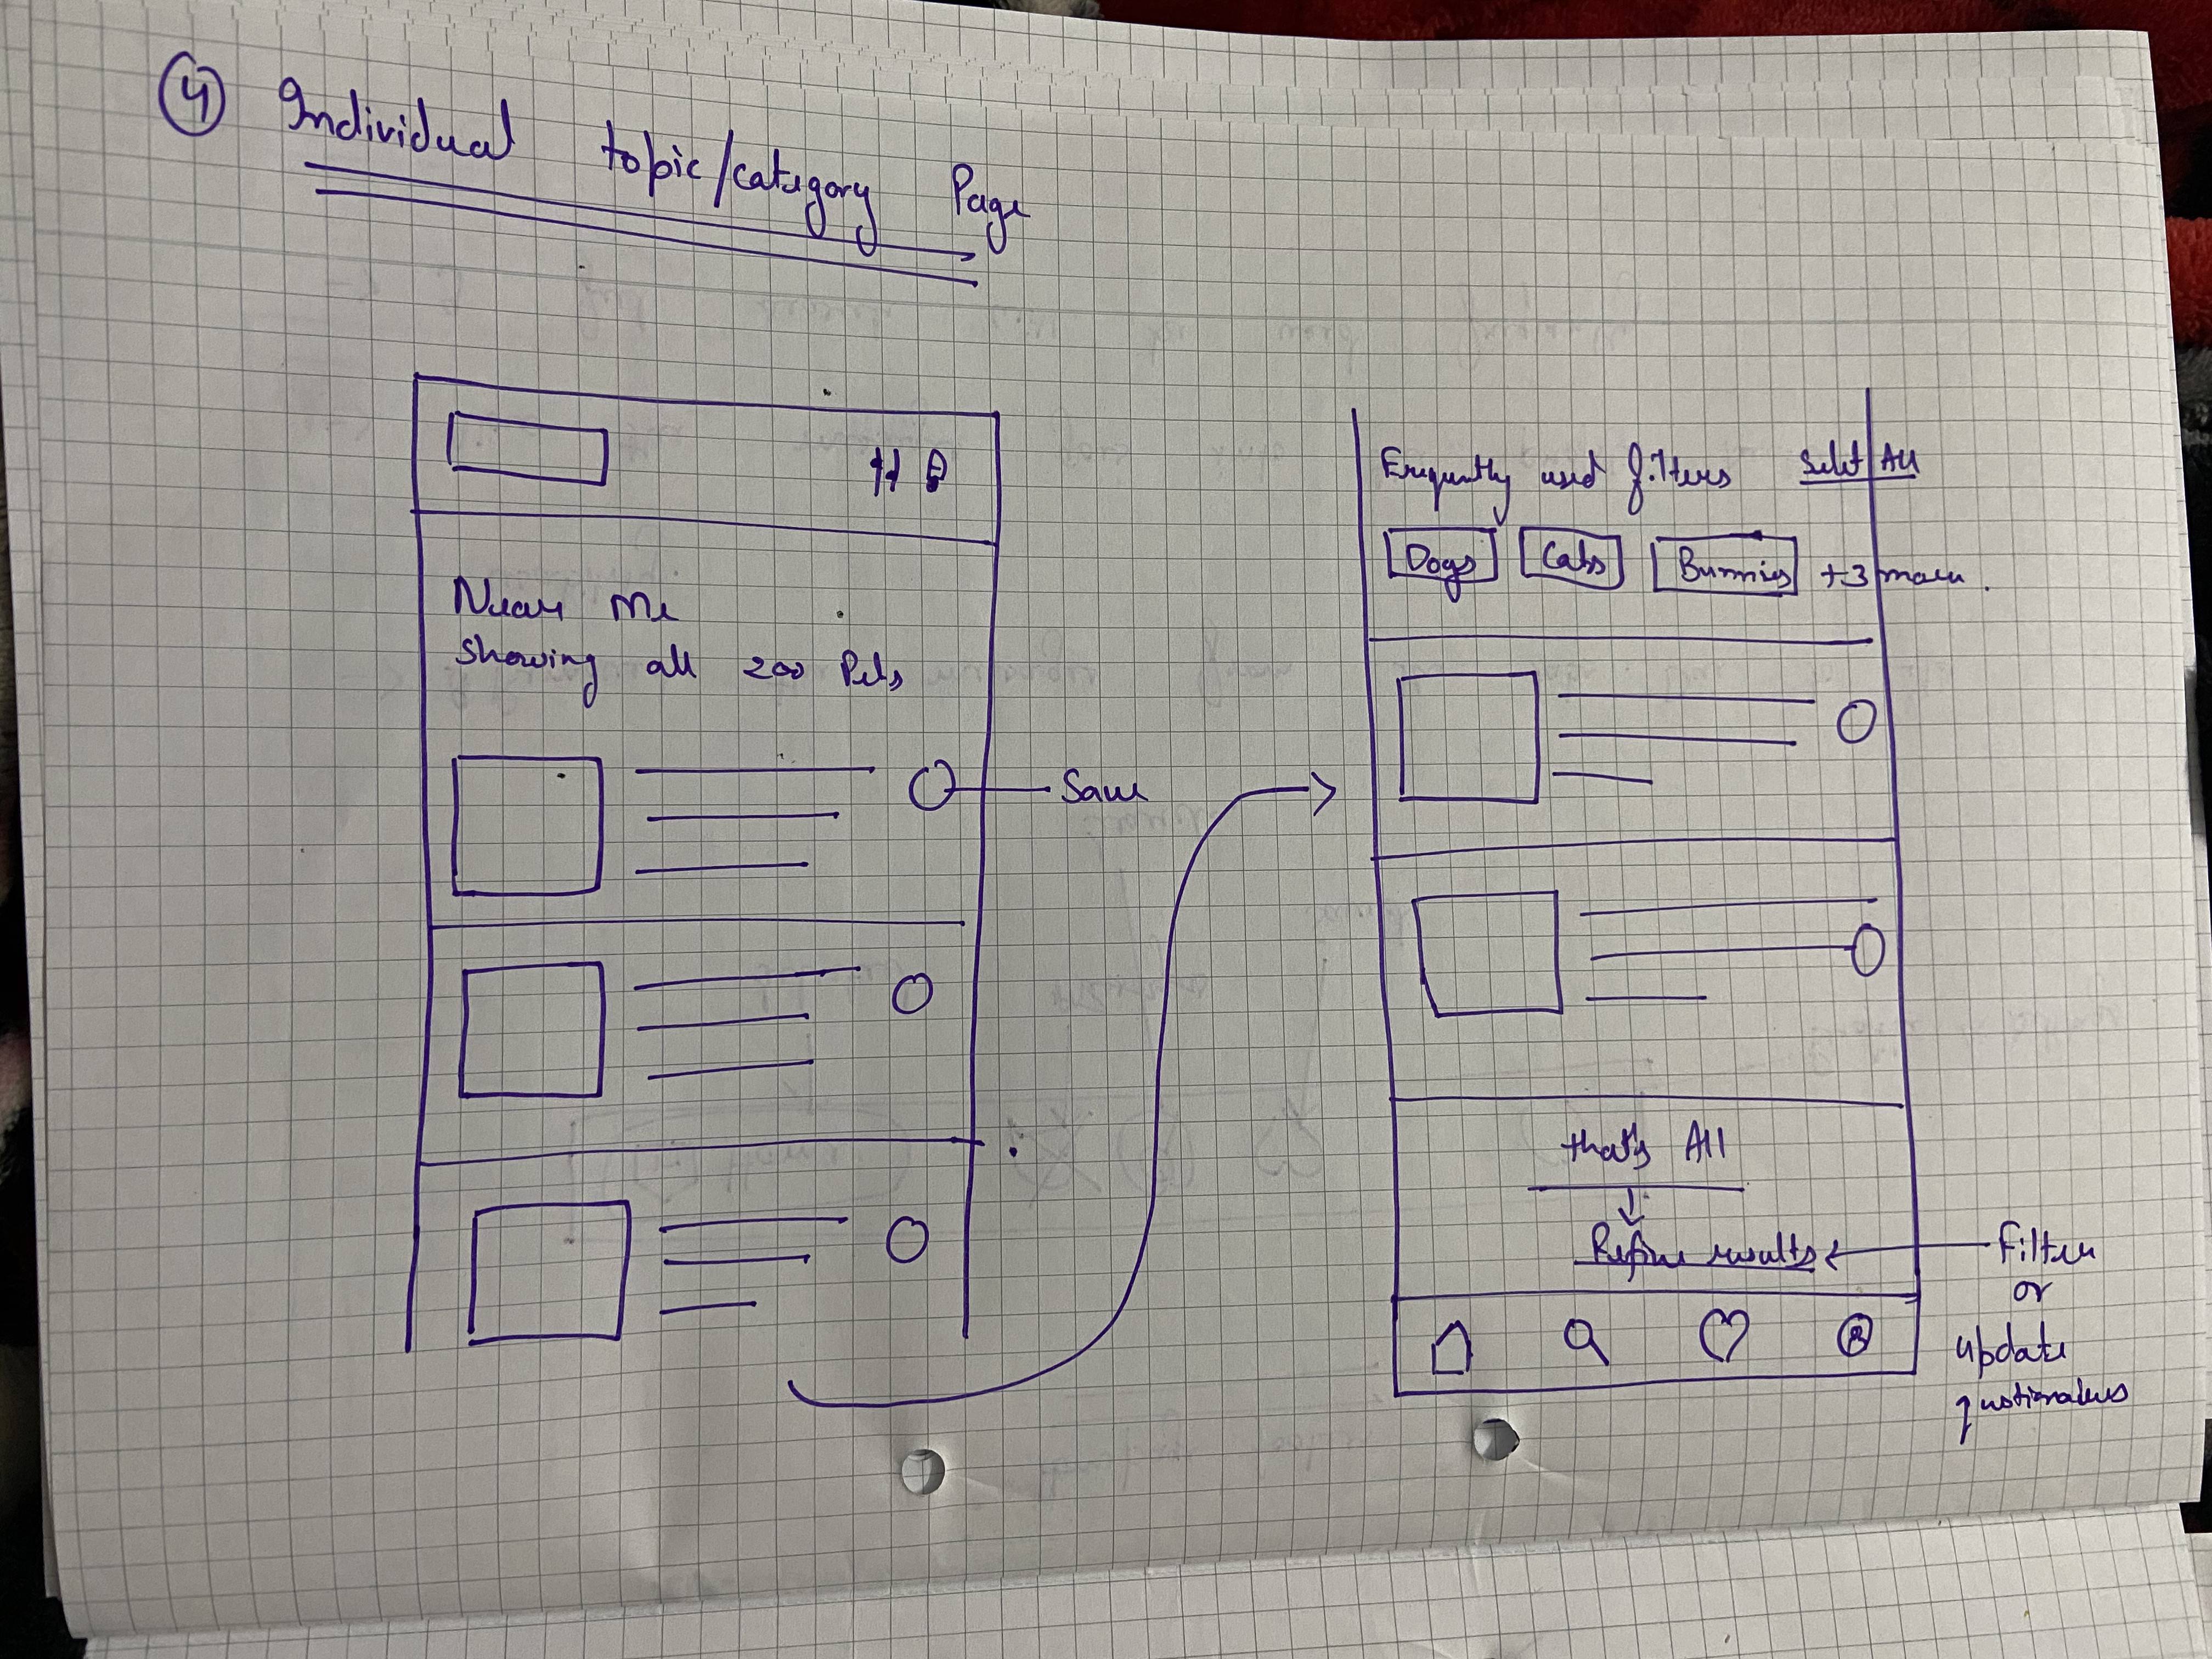 4 Individual topic/category Page
Near Me
Showing all 200 Pets
Save
Frequently used filters Select All
Dogs Cats Bunnies +3 more.
that's All
Refine results
Filter
or
update